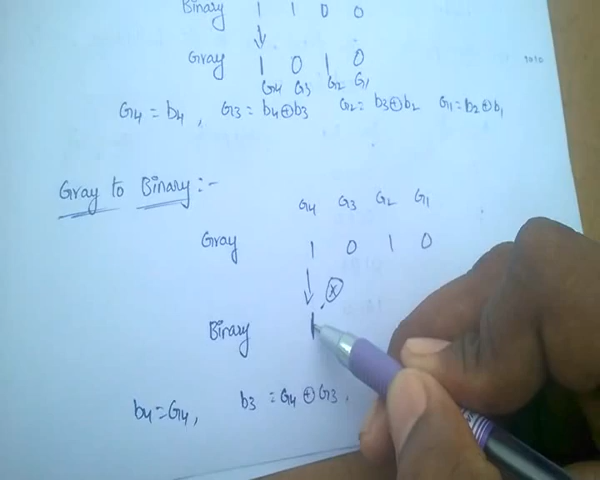 Binary 1 1 0 0
↓
Gray 1 0 1 0
G4 G3 G2 G1
G4 = b4 , G3 = b4⊕b3 G2 = b3⊕b2 G1 = b2⊕b1
Gray to Binary :-
G4 G3 G2 G1
Gray 1 0 1 0
↓ ⊗
Binary 1
b4 = G4 , b3 = G4 ⊕ G3 ,